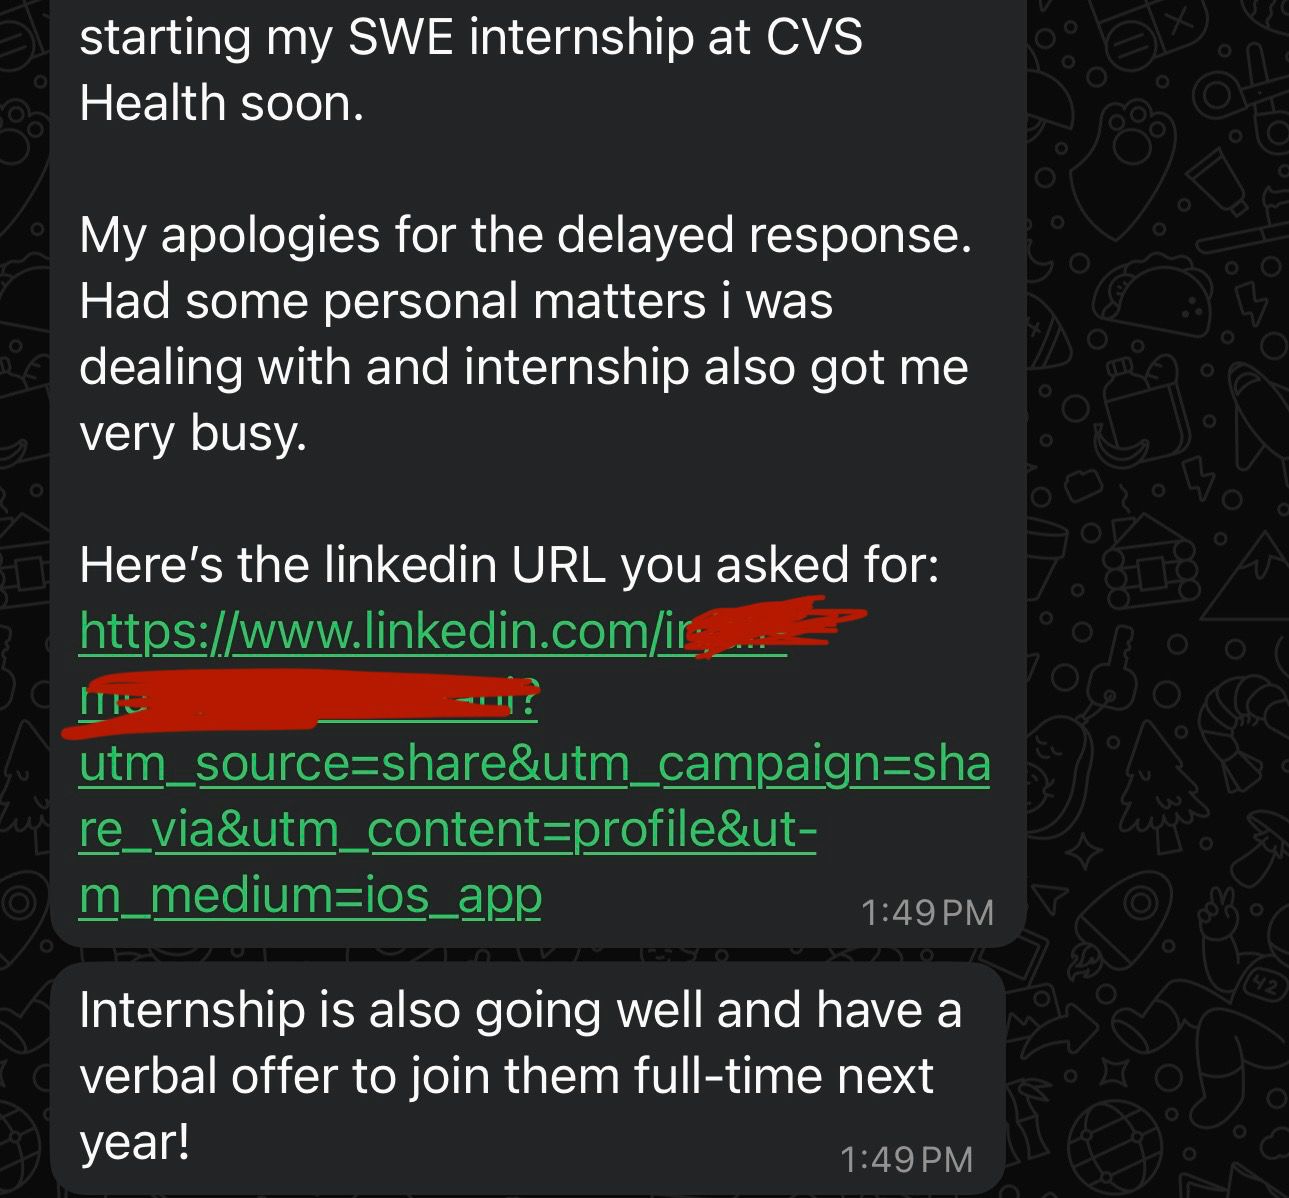 starting my SWE internship at CVS
Health soon.
My apologies for the delayed response.
Had some personal matters i was
dealing with and internship also got me
very busy.
Here’s the linkedin URL you asked for:
https://www.linkedin.com/in
utm_source=share&utm_campaign=sha
re_via&utm_content=profile&ut-
m_medium=ios_app
1:49 PM
Internship is also going well and have a
verbal offer to join them full-time next
year!
1:49 PM